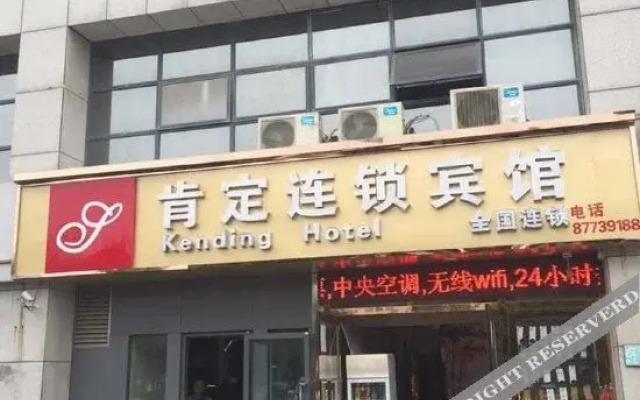 肯定连锁宾馆
Kending Hotel
全国连锁
电话
87739188
,中央空调,无线wifi,24小时
RIGHT RESERVERD